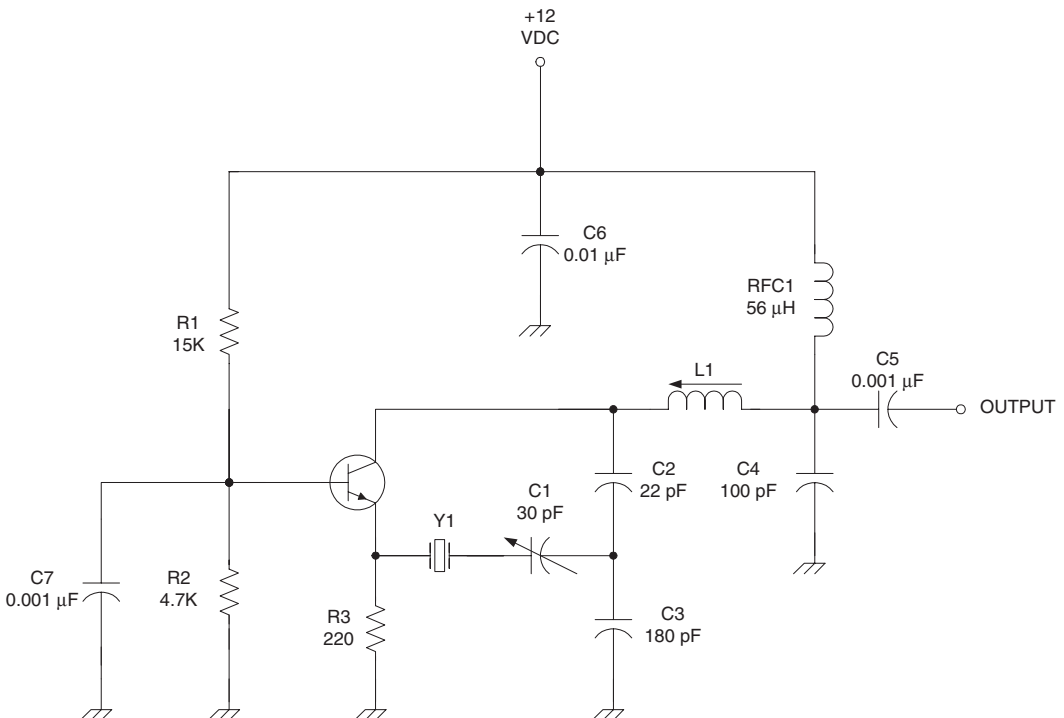 +12
VDC
C6
0.01 μF
RFC1
56 μH
R1
15K
C5
0.001 μF
L1
OUTPUT
C2
22 pF
C4
100 pF
C1
30 pF
Y1
C7
0.001 μF
R2
4.7K
R3
220
C3
180 pF